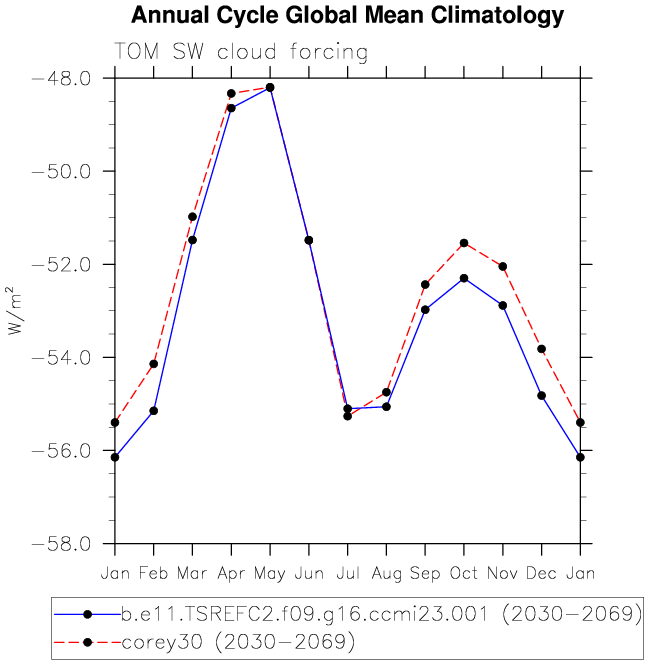 Annual Cycle Global Mean Climatology
TOM SW cloud forcing
−48.0
−50.0
−52.0
−54.0
−56.0
−58.0
W/m²
Jan Feb Mar Apr May Jun Jul Aug Sep Oct Nov Dec Jan
b.e11.TSREFC2.f09.g16.ccmi23.001 (2030−2069)
corey30 (2030−2069)